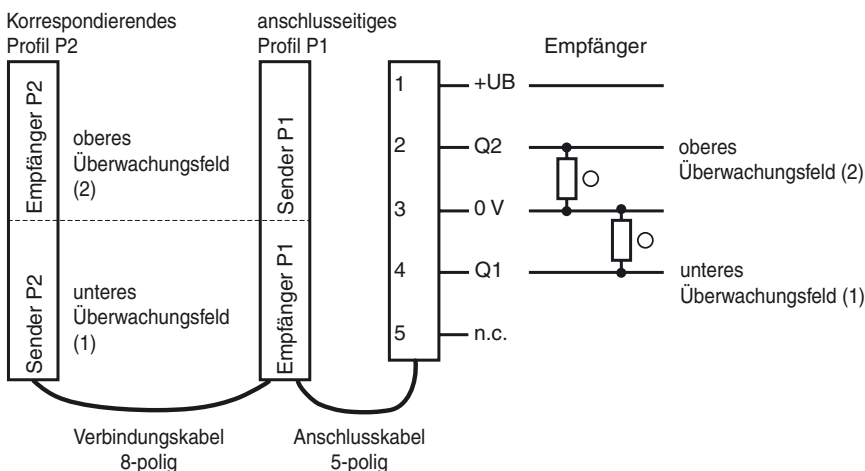 Korrespondierendes
Profil P2
anschlusseitiges
Profil P1
Empfänger
Empfänger P2
Sender P2
oberes
Überwachungsfeld
(2)
unteres
Überwachungsfeld
(1)
Sender P1
Empfänger P1
1
+UB
2
Q2
3
0 V
4
Q1
5
n.c.
oberes
Überwachungsfeld (2)
unteres
Überwachungsfeld (1)
Verbindungskabel
8-polig
Anschlusskabel
5-polig